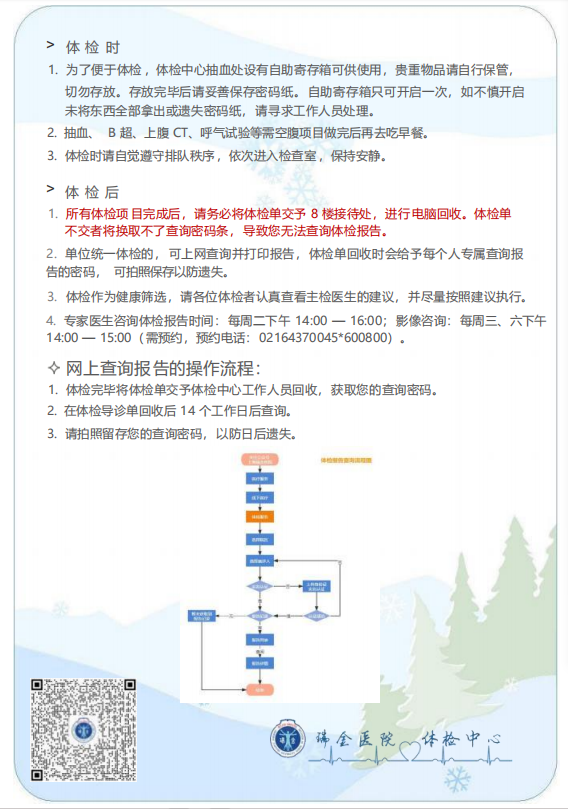 > 体 检 时
1. 为了便于体检，体检中心抽血处设有自助寄存箱可供使用，贵重物品请自行保管，
切勿存放。存放完毕后请妥善保存密码纸。自助寄存箱只可开启一次，如不慎开启
未将东西全部拿出或遗失密码纸，请寻求工作人员处理。
2. 抽血、 B 超、上腹 CT、呼气试验等需空腹项目做完后再去吃早餐。
3. 体检时请自觉遵守排队秩序，依次进入检查室，保持安静。
> 体 检 后
1. 所有体检项目完成后，请务必将体检单交予 8 楼接待处，进行电脑回收。体检单
不交者将换取不了查询密码条，导致您无法查询体检报告。
2. 单位统一体检的，可上网查询并打印报告，体检单回收时会给予每个人专属查询报
告的密码， 可拍照保存以防遗失。
3. 体检作为健康筛选，请各位体检者认真查看主检医生的建议，并尽量按照建议执行。
4. 专家医生咨询体检报告时间：每周二下午 14:00 — 16:00；影像咨询：每周三、六下午
14:00 — 15:00（需预约，预约电话：02164370045*600800）。
✧ 网上查询报告的操作流程：
1. 体检完毕将体检单交予体检中心工作人员回收，获取您的查询密码。
2. 在体检导诊单回收后 14 个工作日后查询。
3. 请拍照留存您的查询密码，以防日后遗失。
体检报告查询流程图
瑞金医院 体检中心